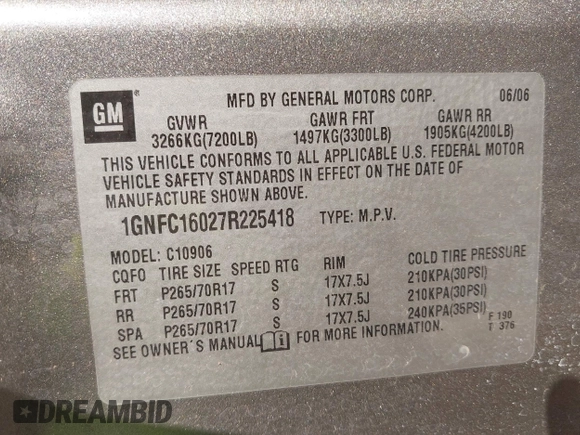 GM
MFD BY GENERAL MOTORS CORP. 06/06
GVWR GAWR FRT GAWR RR
3266KG(7200LB) 1497KG(3300LB) 1905KG(4200LB)
THIS VEHICLE CONFORMS TO ALL APPLICABLE U.S. FEDERAL MOTOR
VEHICLE SAFETY STANDARDS IN EFFECT ON THE DATE OF
MANUFACTURE SHOWN ABOVE.
1GNFC16027R225418 TYPE: M.P.V.
MODEL: C10906
CQFO TIRE SIZE SPEED RTG RIM COLD TIRE PRESSURE
FRT P265/70R17 S 17X7.5J 210KPA(30PSI)
RR P265/70R17 S 17X7.5J 210KPA(30PSI)
SPA P265/70R17 S 17X7.5J 240KPA(35PSI) F 190
SEE OWNER'S MANUAL FOR MORE INFORMATION. T 376
DREAMBID